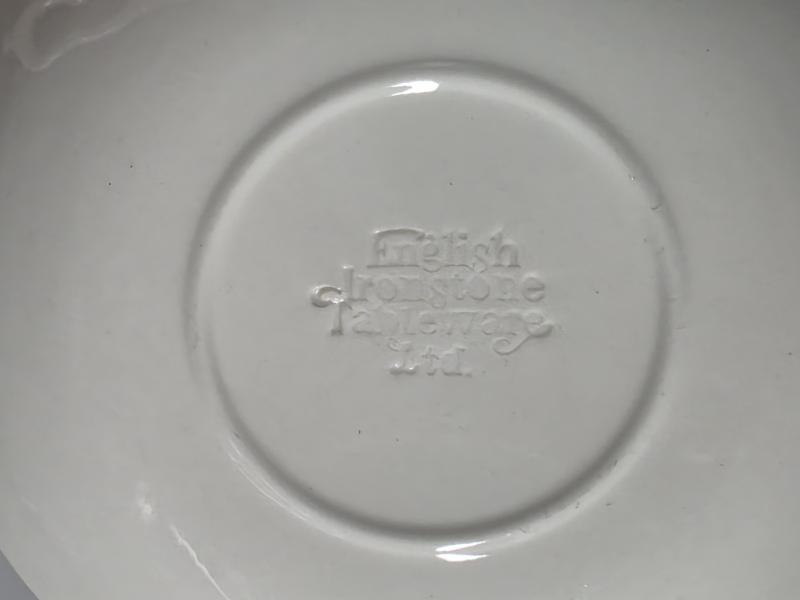 English
Ironstone
Tableware
Ltd.